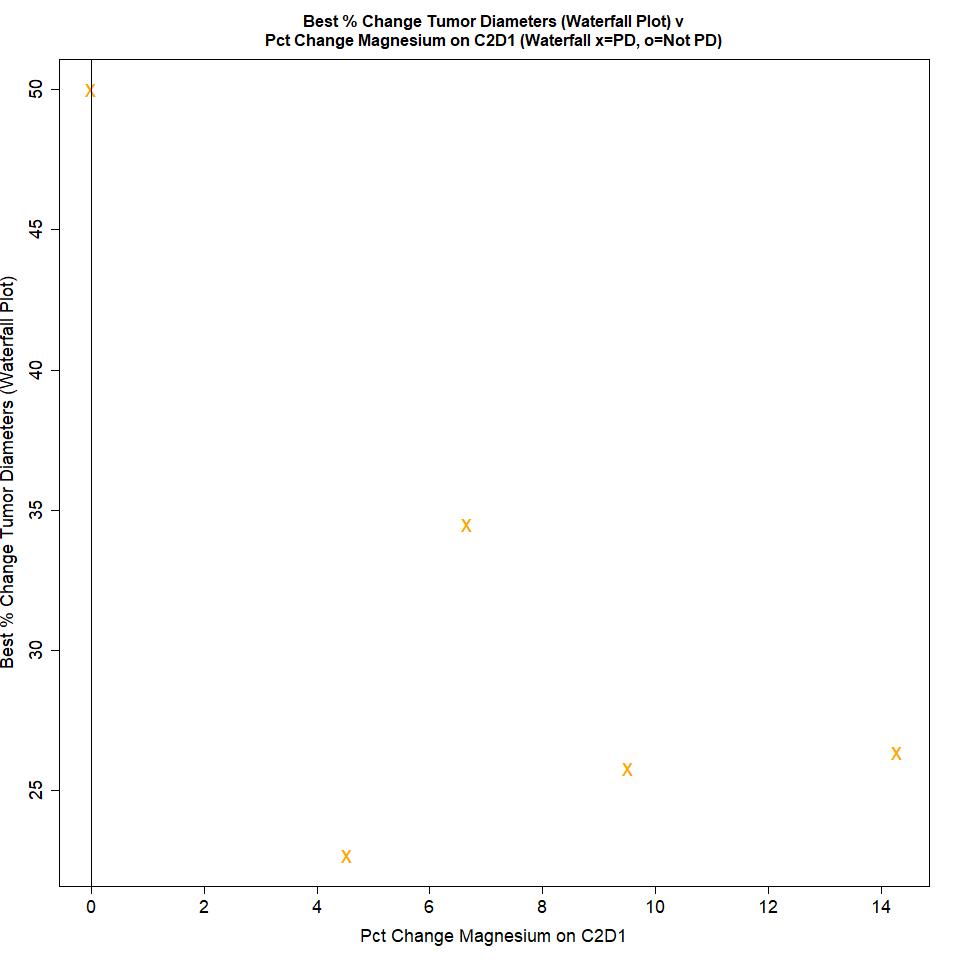 Best % Change Tumor Diameters (Waterfall Plot) v
Pct Change Magnesium on C2D1 (Waterfall x=PD, o=Not PD)
Best % Change Tumor Diameters (Waterfall Plot)
50
45
40
35
30
25
X
X
X
X
X
0 2 4 6 8 10 12 14
Pct Change Magnesium on C2D1